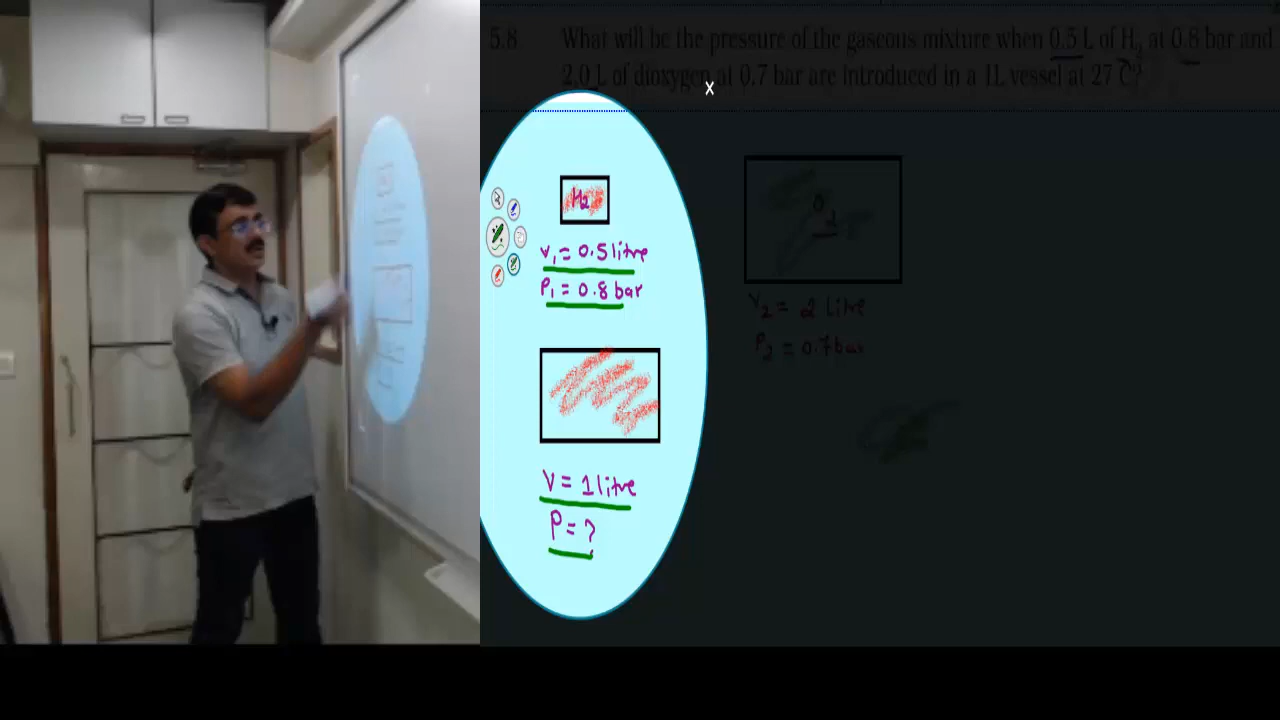 5.8 What will be the pressure of the gaseous mixture when 0.5 L of H2 at 0.8 bar and
2.0 L of dioxygen at 0.7 bar are introduced in a 1L vessel at 27°C?
x
H2
V1 = 0.5 litre
P1 = 0.8 bar
O2
V2 = 2 litre
P2 = 0.7 bar
V = 1 litre
P = ?